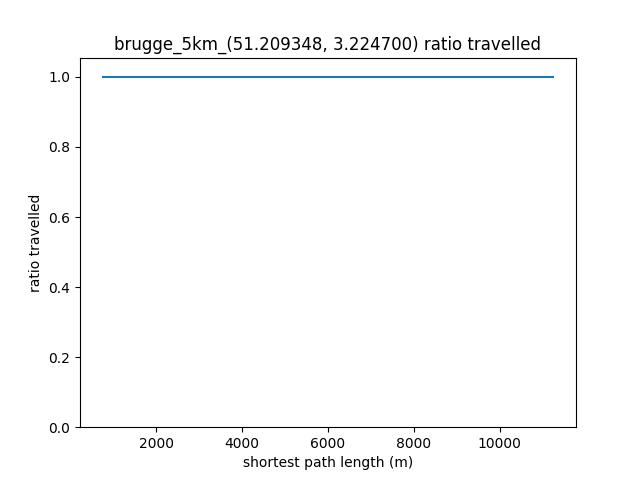 brugge_5km_(51.209348, 3.224700) ratio travelled
1.0
0.8
0.6
0.4
0.2
0.0
ratio travelled
2000 4000 6000 8000 10000
shortest path length (m)